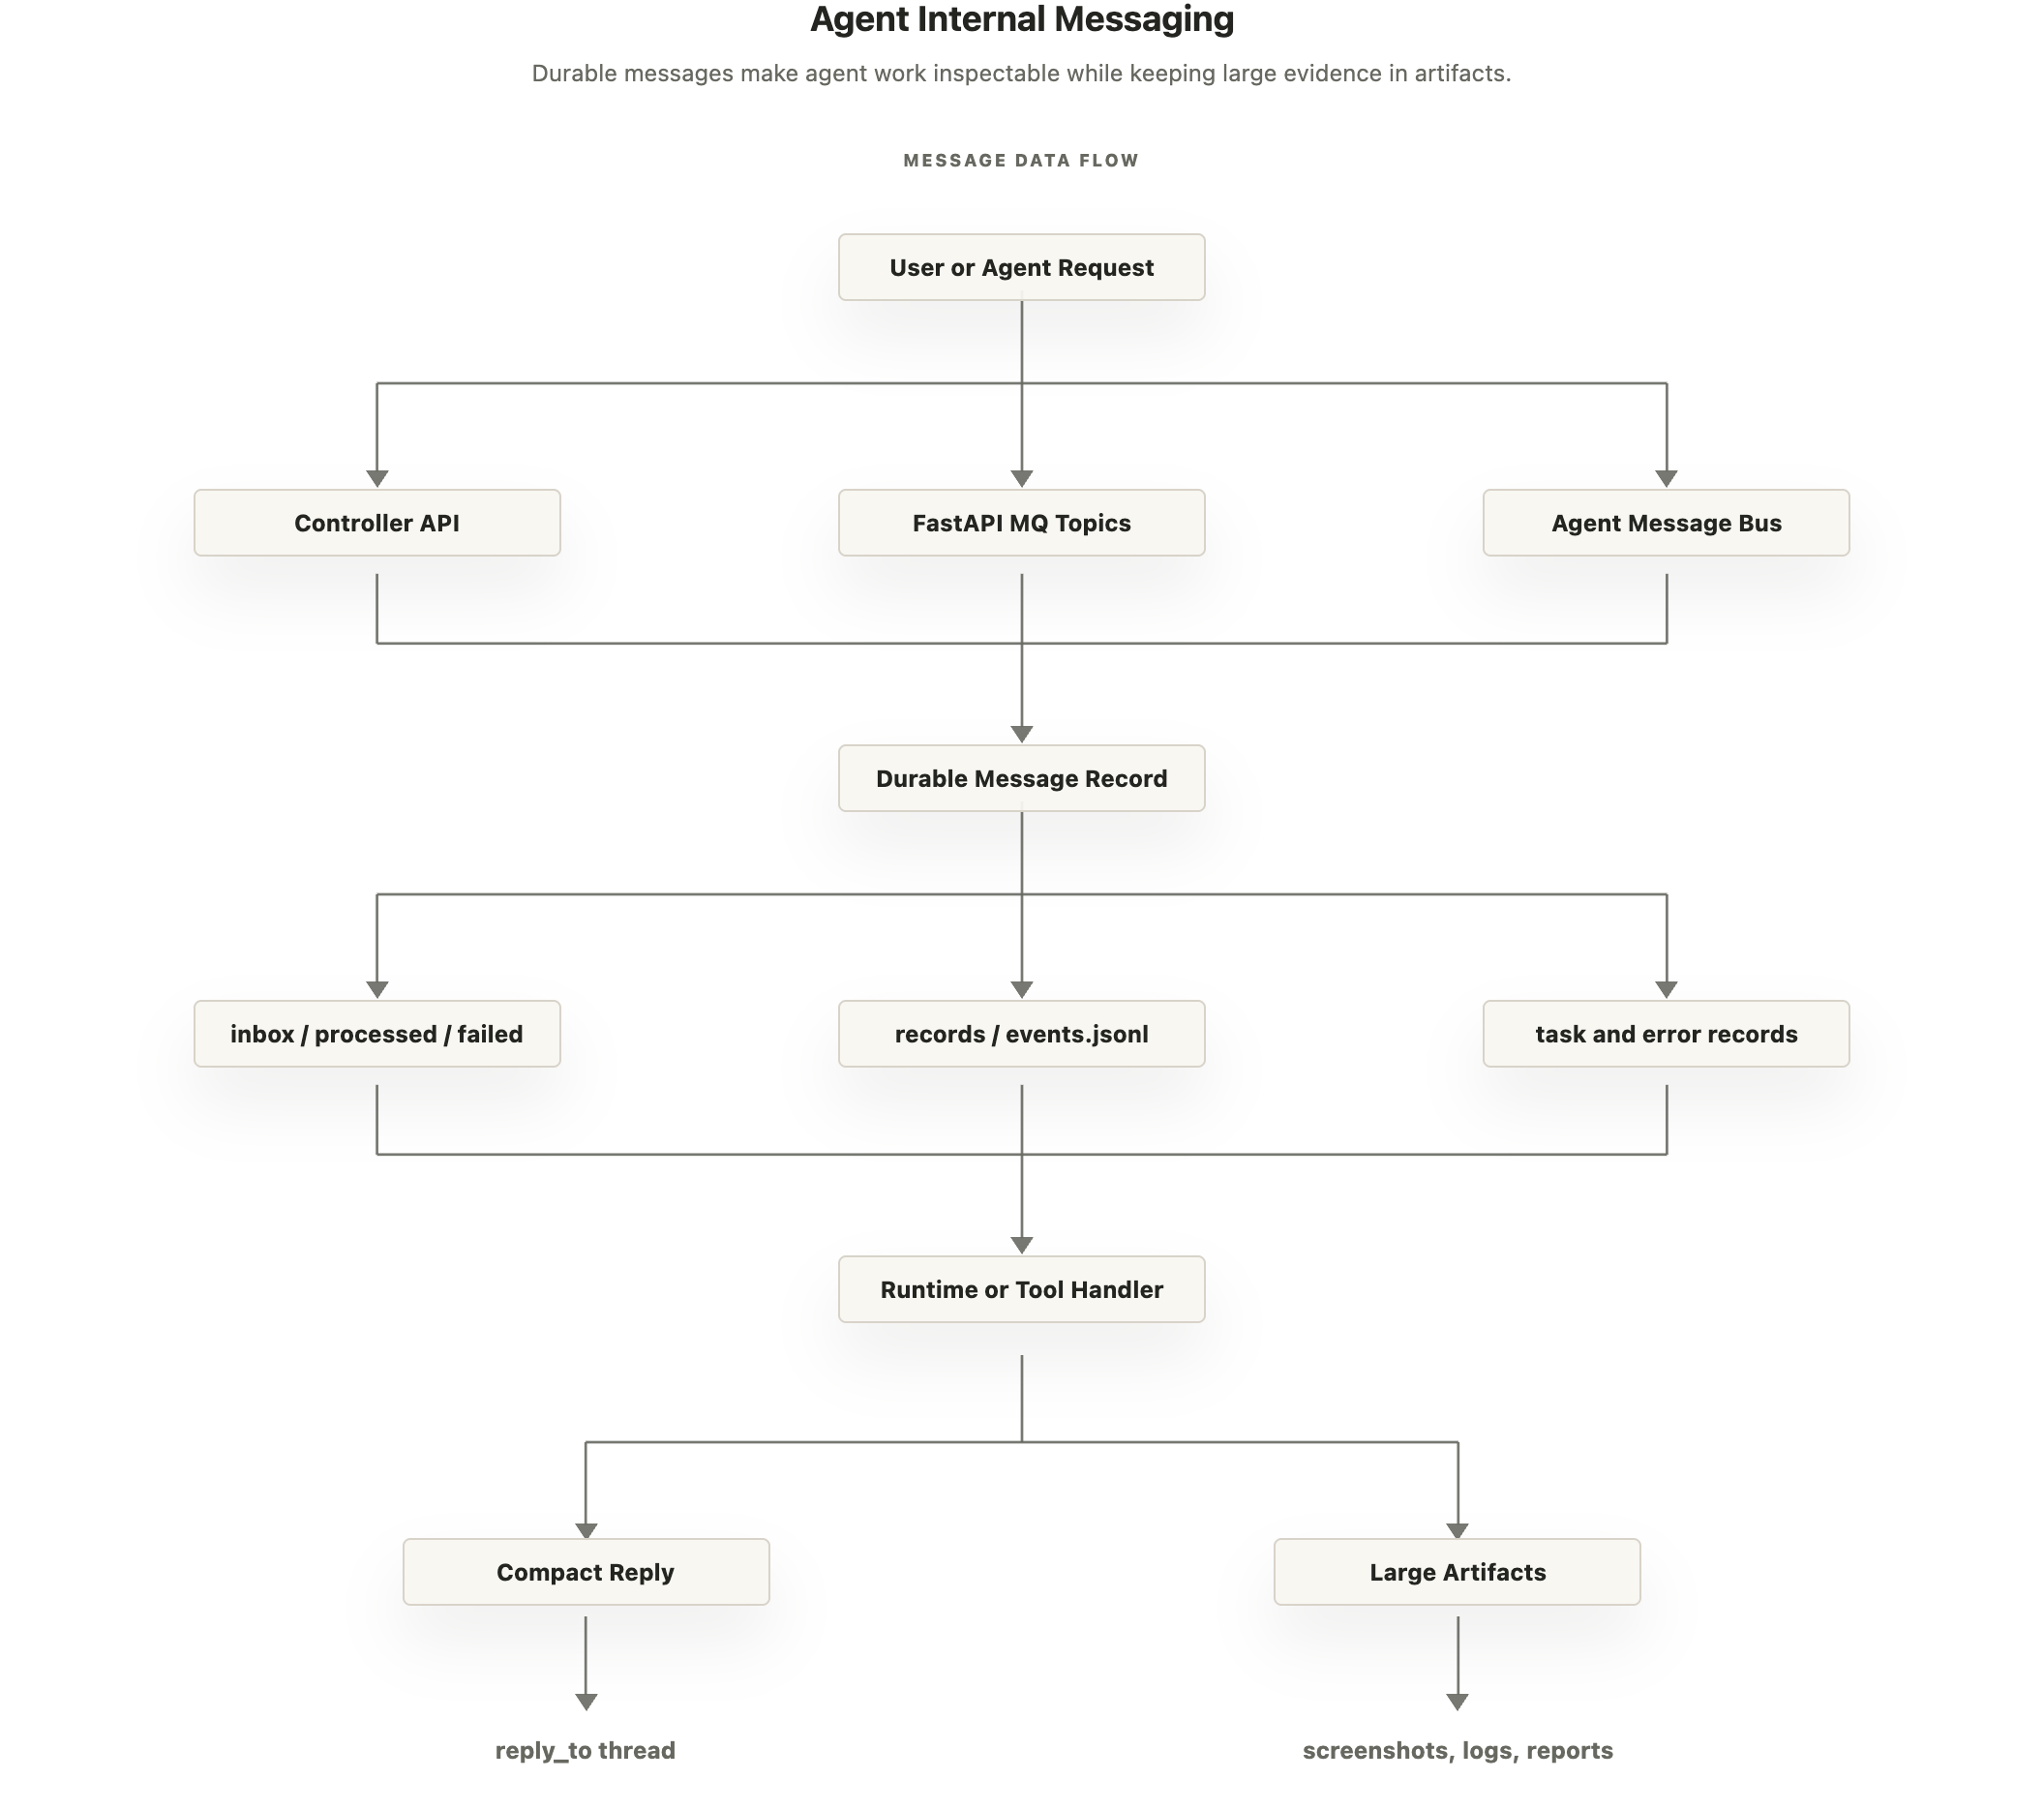 Agent Internal Messaging
Durable messages make agent work inspectable while keeping large evidence in artifacts.
MESSAGE DATA FLOW
User or Agent Request
Controller API
FastAPI MQ Topics
Agent Message Bus
Durable Message Record
inbox / processed / failed
records / events.jsonl
task and error records
Runtime or Tool Handler
Compact Reply
Large Artifacts
reply_to thread
screenshots, logs, reports